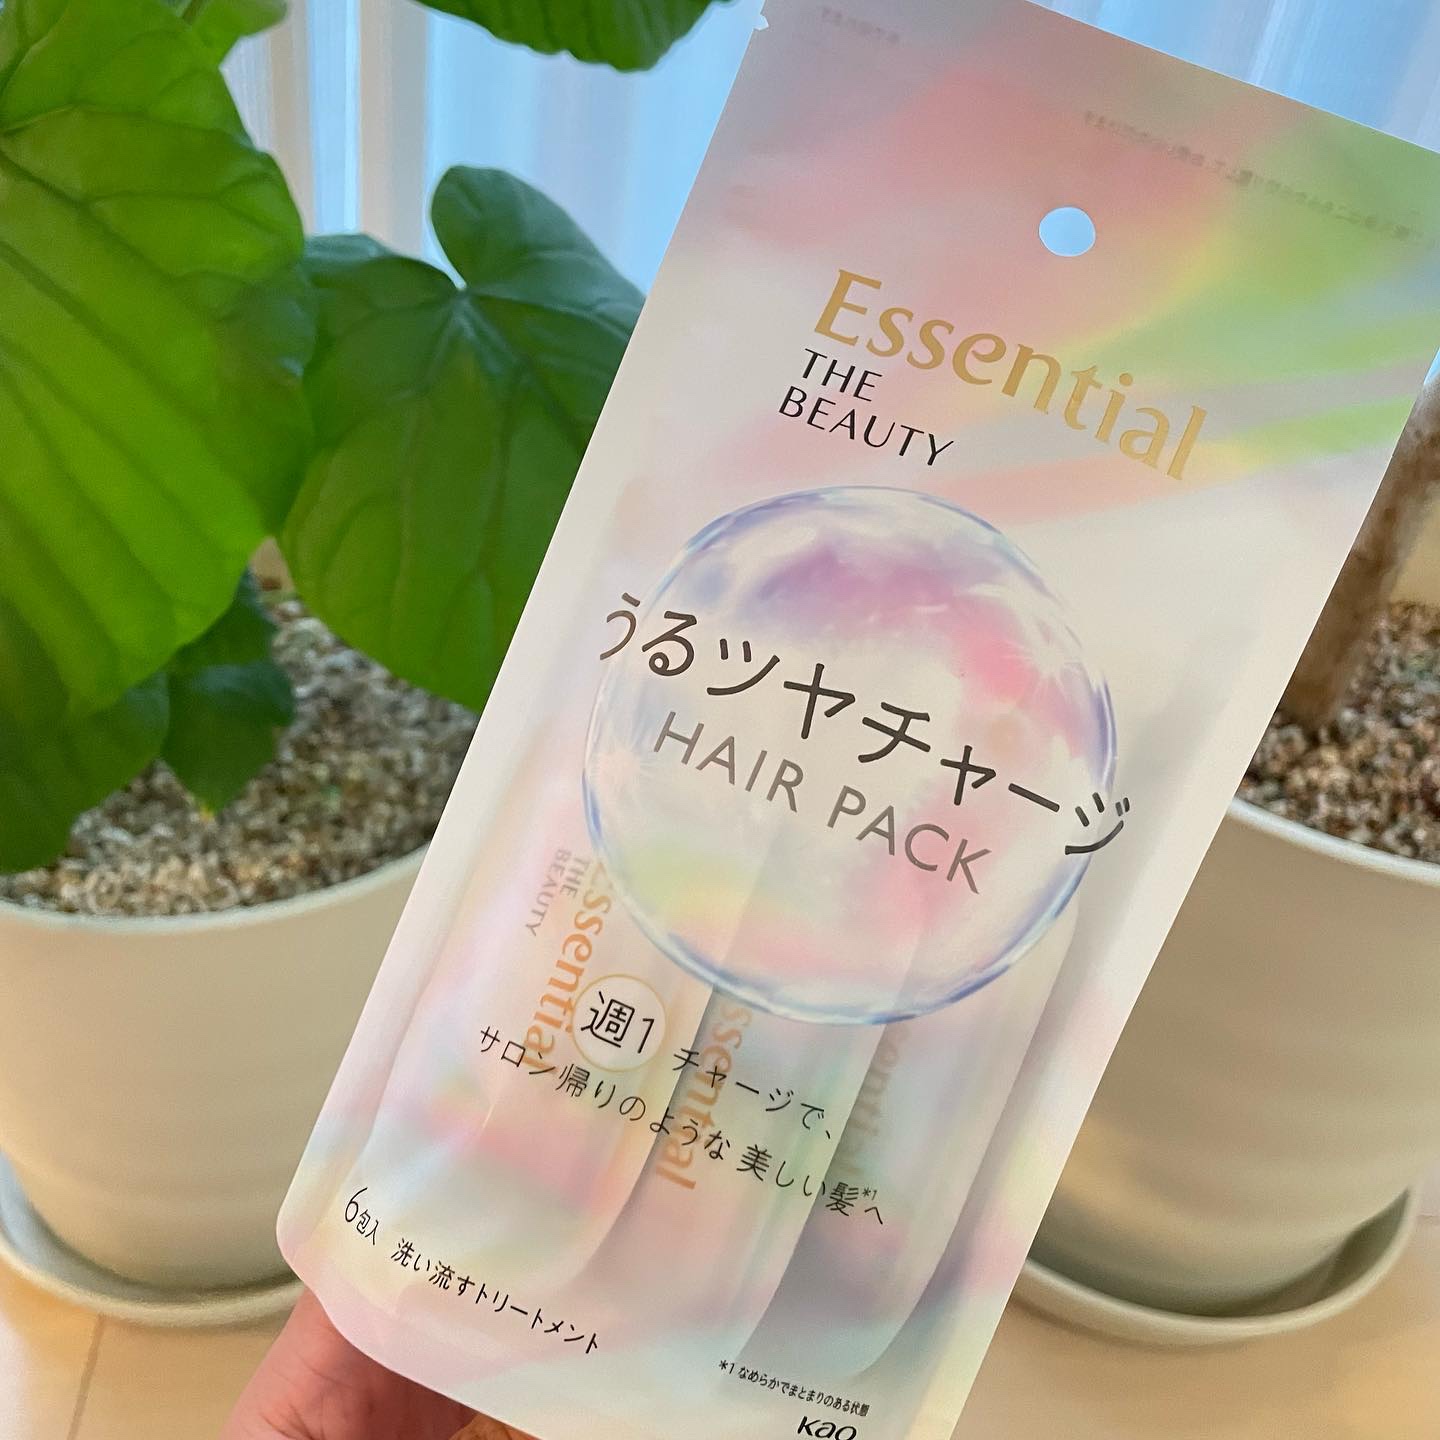 Essential
THE
BEAUTY
うるツヤチャージ
HAIR PACK
Essential
THE
BEAUTY
週1 チャージで、
サロン帰りのような 美しい髪*1へ
6包入 洗い流すトリートメント
*1 なめらかでまとまりのある状態
Kao